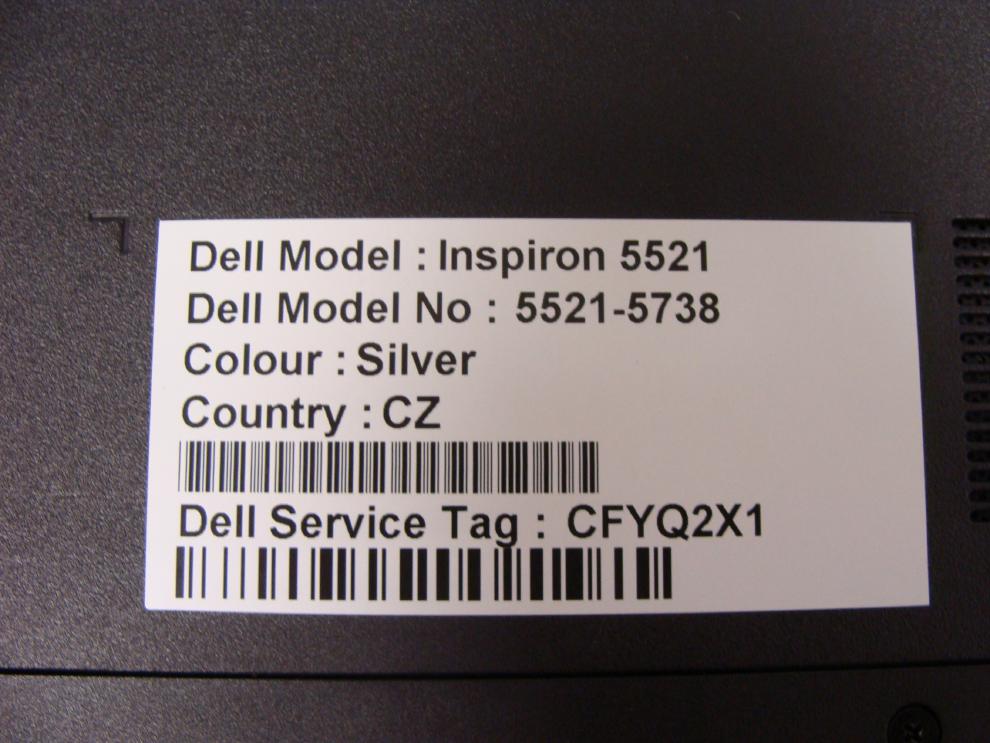 Dell Model : Inspiron 5521
Dell Model No : 5521-5738
Colour : Silver
Country : CZ
Dell Service Tag : CFYQ2X1